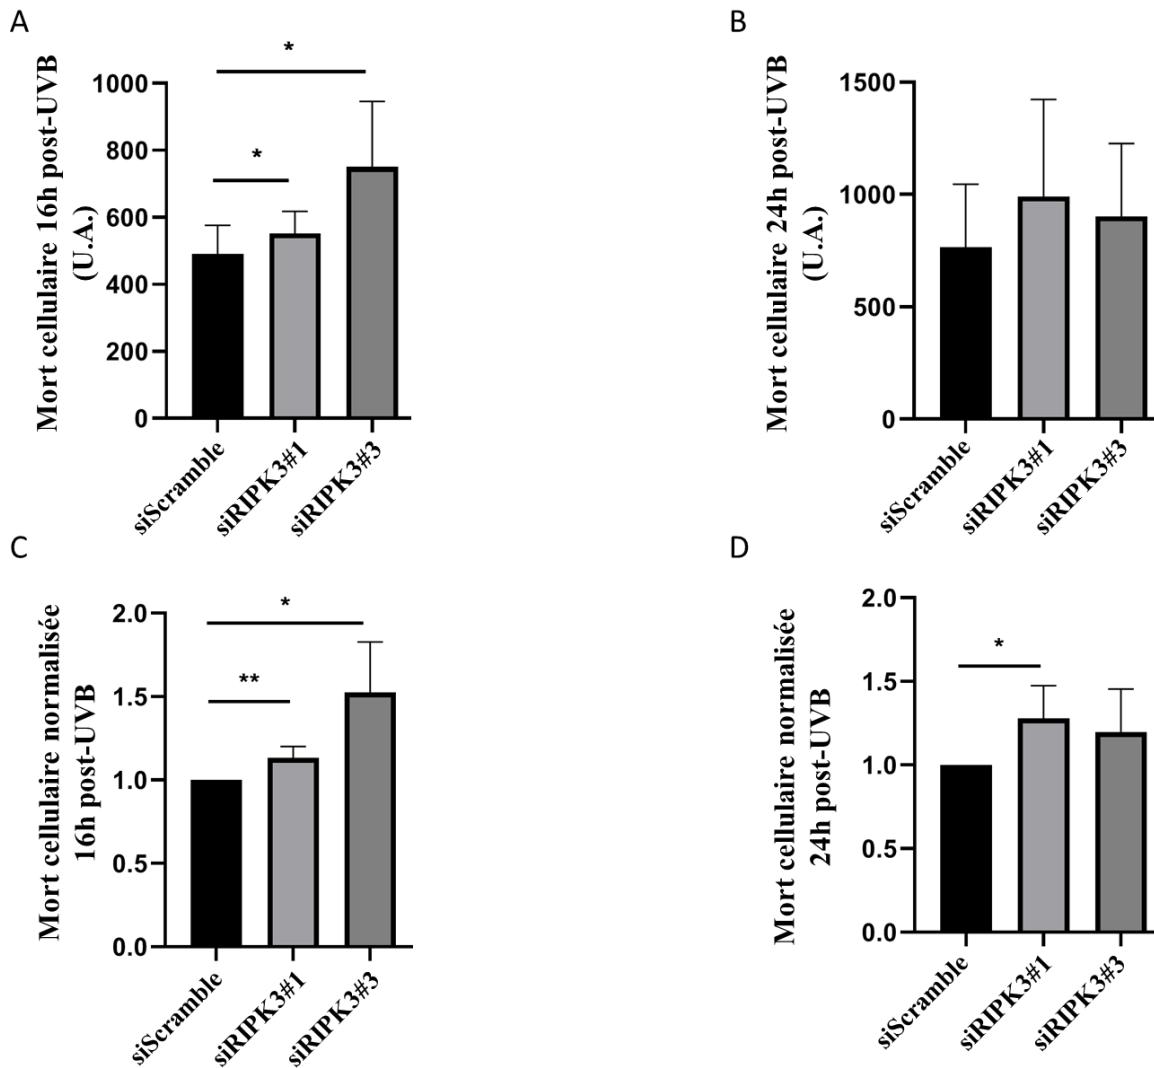 A
Mort cellulaire 16h post-UVB
(U.A.)
1000
800
600
400
200
0
*
*
siScramble
siRIPK3#1
siRIPK3#3
B
Mort cellulaire 24h post-UVB
(U.A.)
1500
1000
500
0
siScramble
siRIPK3#1
siRIPK3#3
C
Mort cellulaire normalisée
16h post-UVB
2.0
1.5
1.0
0.5
0.0
*
**
siScramble
siRIPK3#1
siRIPK3#3
D
Mort cellulaire normalisée
24h post-UVB
2.0
1.5
1.0
0.5
0.0
*
siScramble
siRIPK3#1
siRIPK3#3